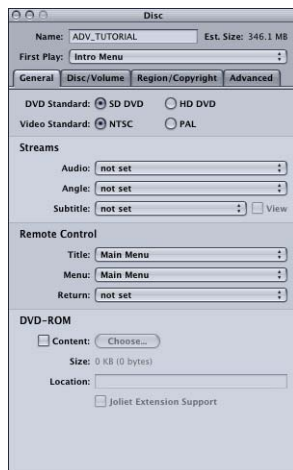 Disc
Name: ADV_TUTORIAL Est. Size: 346.1 MB
First Play: Intro Menu
General Disc/Volume Region/Copyright Advanced
DVD Standard: SD DVD HD DVD
Video Standard: NTSC PAL
Streams
Audio: not set
Angle: not set
Subtitle: not set View
Remote Control
Title: Main Menu
Menu: Main Menu
Return: not set
DVD-ROM
Content: Choose...
Size: 0 KB (0 bytes)
Location:
Joliet Extension Support